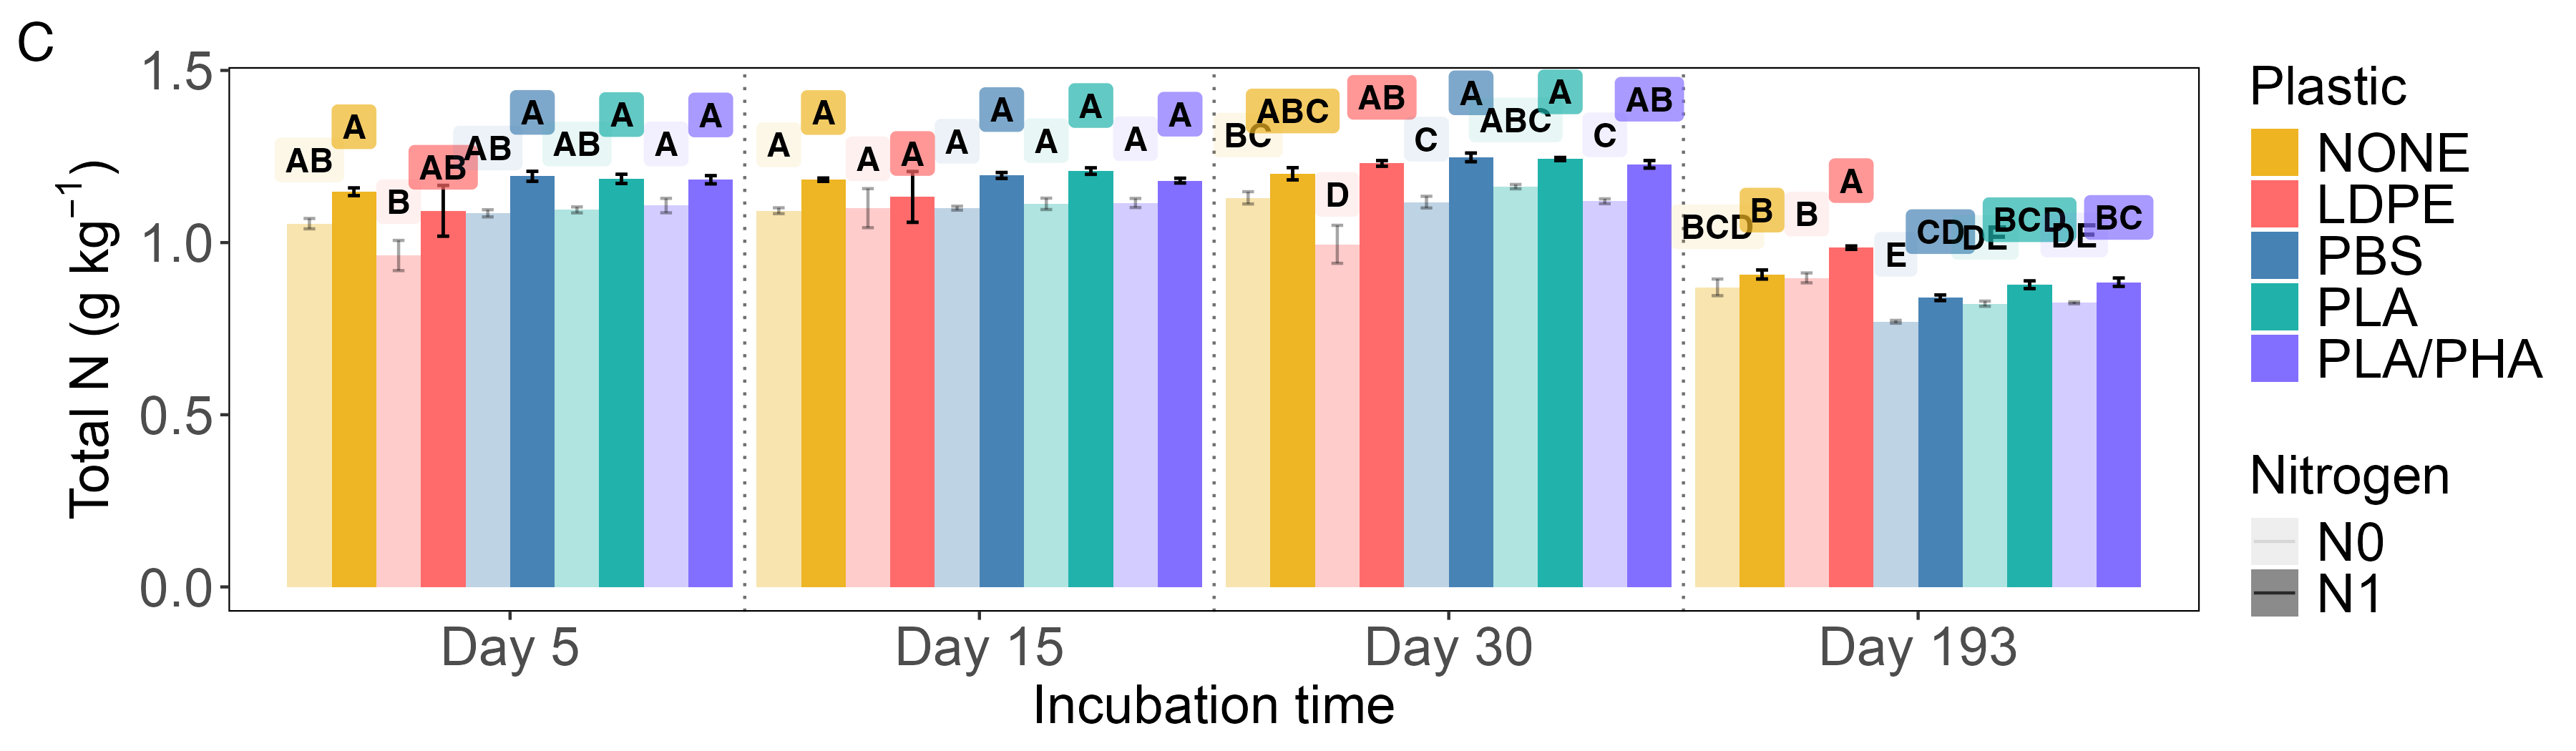 C
Total N (g kg⁻¹)
1.5
1.0
0.5
0.0
AB A B AB AB A AB A A A
A A A A A A A A A A
BC ABC D AB C A ABC A C AB
BCD B B A E CD DE BCD DE BC
Day 5 Day 15 Day 30 Day 193
Incubation time
Plastic
NONE
LDPE
PBS
PLA
PLA/PHA
Nitrogen
N0
N1